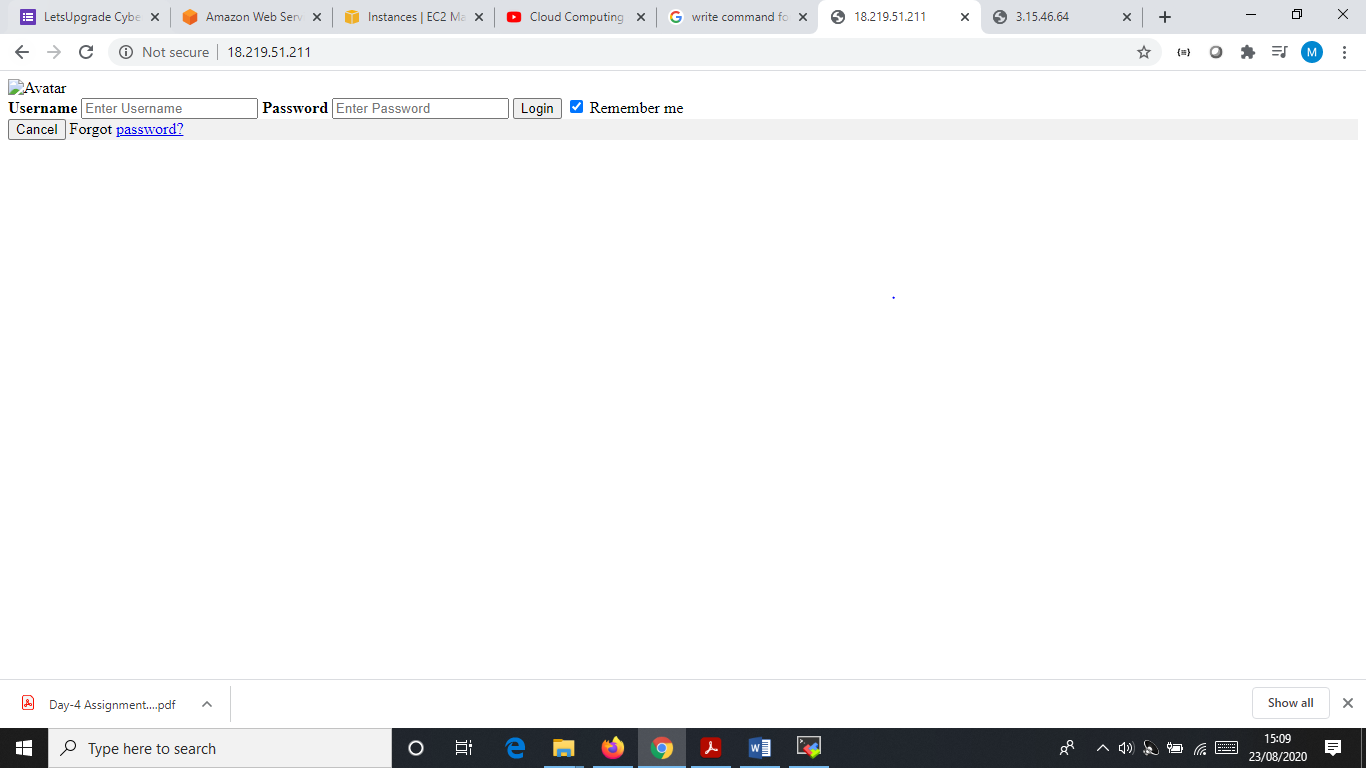 LetsUpgrade Cybe
Amazon Web Serv
Instances | EC2 Ma
Cloud Computing
write command fo
18.219.51.211
3.15.46.64
Not secure
18.219.51.211
M
Avatar
Username Enter Username Password Enter Password Login Remember me
Cancel Forgot password?
Day-4 Assignment....pdf
Show all
Type here to search
15:09
23/08/2020